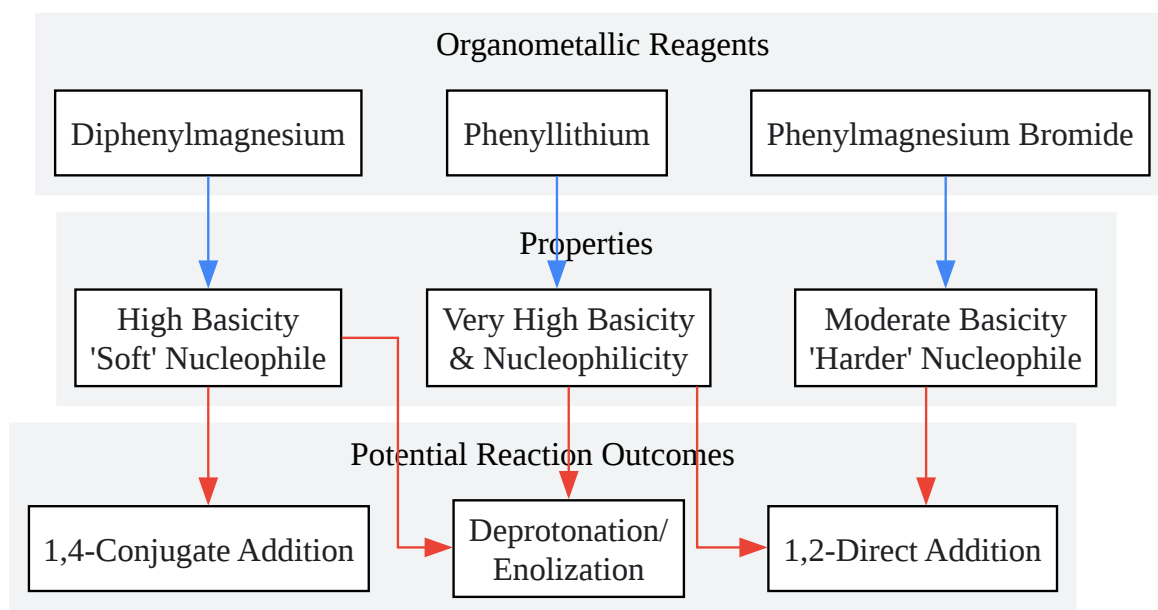 Organometallic Reagents
Diphenylmagnesium
Phenyllithium
Phenylmagnesium Bromide
Properties
High Basicity
'Soft' Nucleophile
Very High Basicity
& Nucleophilicity
Moderate Basicity
'Harder' Nucleophile
Potential Reaction Outcomes
1,4-Conjugate Addition
Deprotonation/
Enolization
1,2-Direct Addition